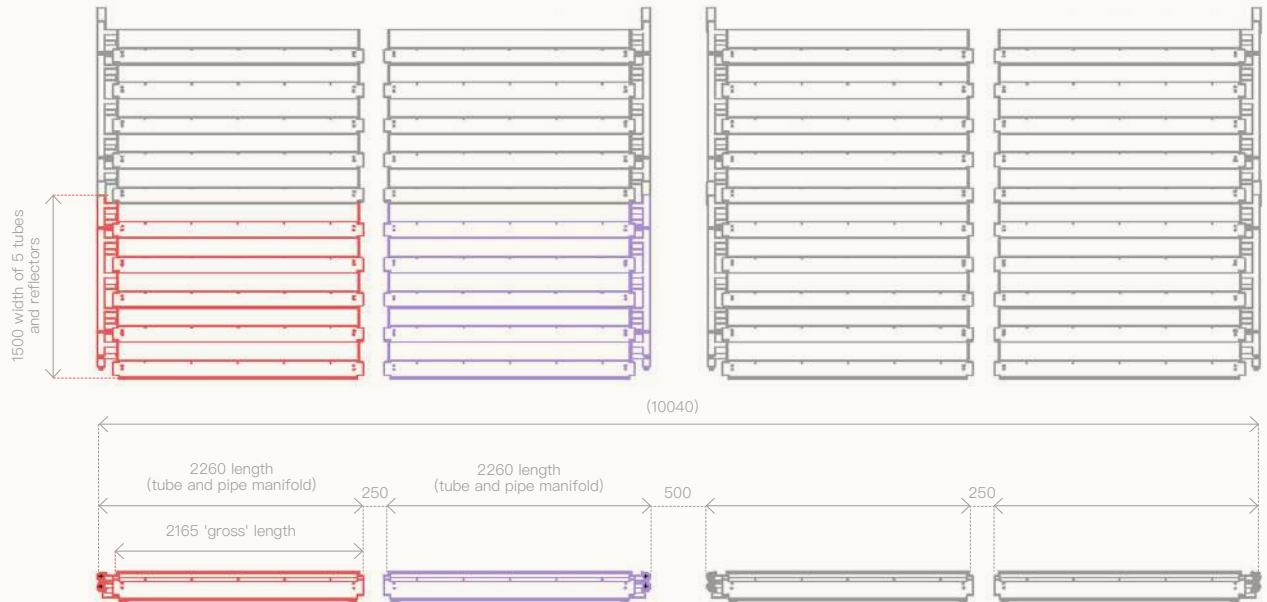 1500 width of 5 tubes
and reflectors
(10040)
2260 length
(tube and pipe manifold)
250
2260 length
(tube and pipe manifold)
500
250
2165 'gross' length